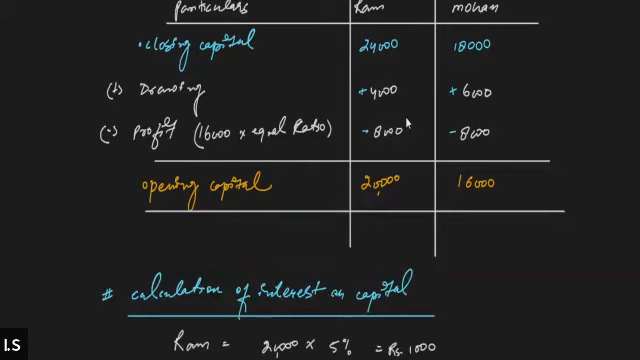 Particulars Ram mohan
closing capital 24000 18000
(+) Drawing + 4000 + 6000
(-) Profit (16000 x equal Ratio) - 8000 - 8000
opening capital 20,000 16000
# calculation of interest on capital
Ram = 20,000 x 5% = Rs. 1000
I.S